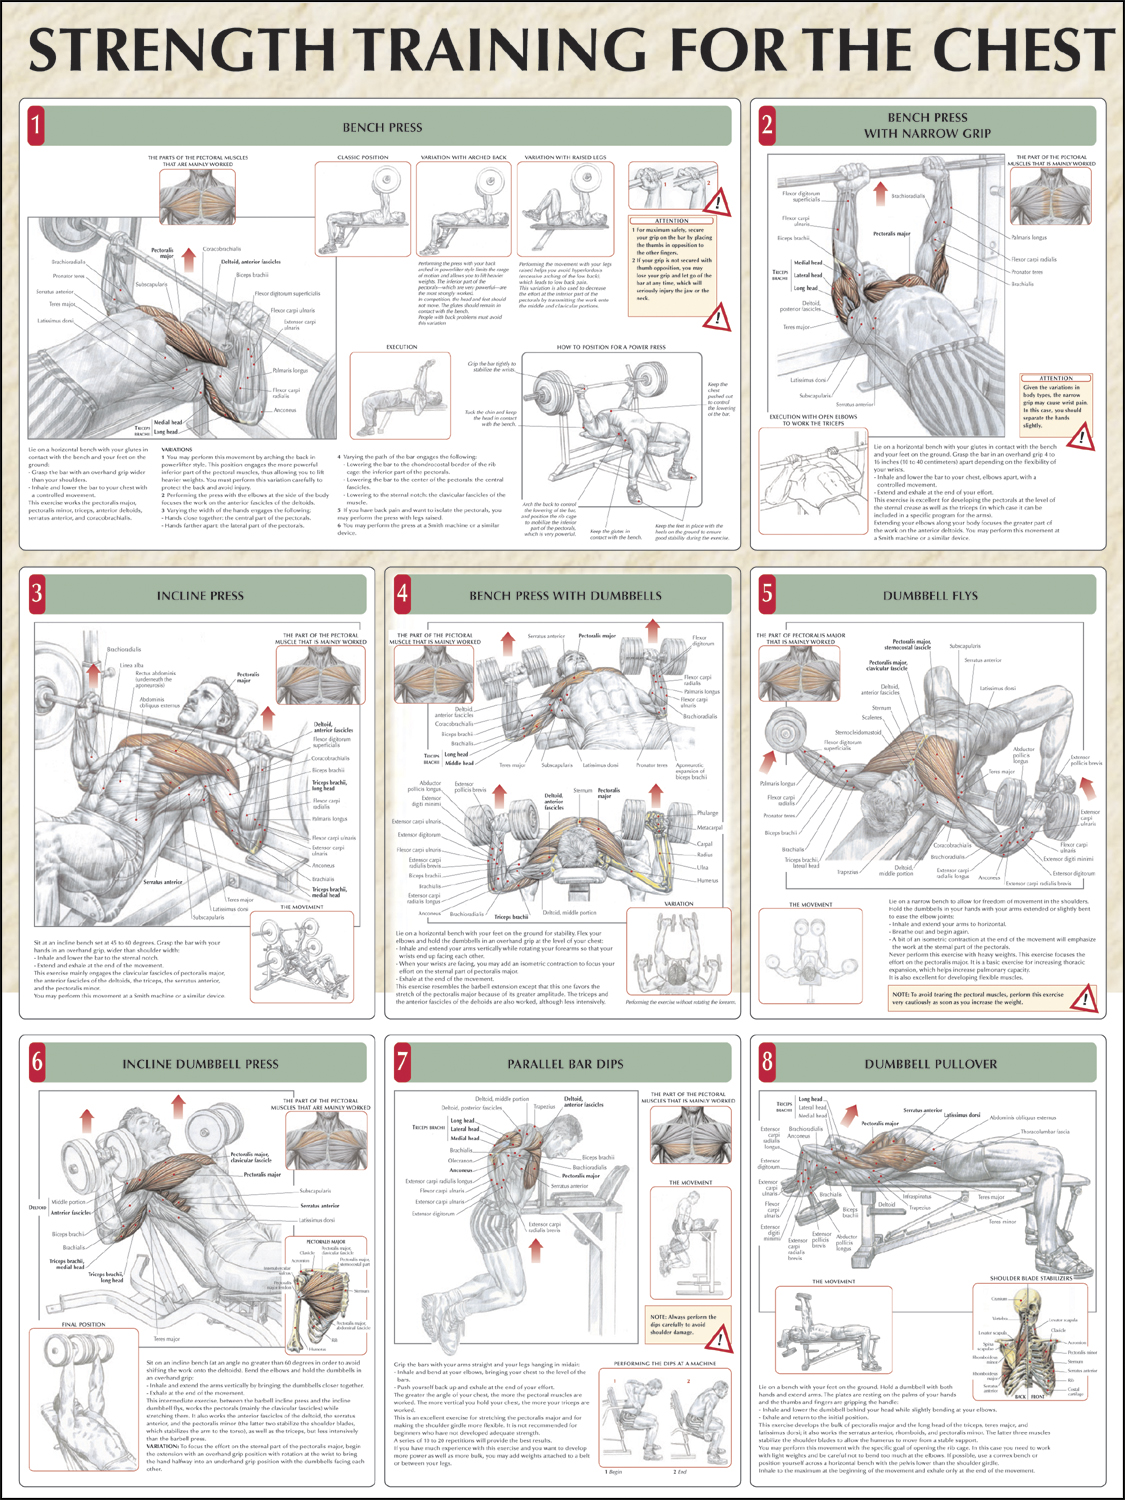 STRENGTH TRAINING FOR THE CHEST
1
BENCH PRESS
THE PARTS OF THE PECTORAL MUSCLES
THAT ARE MAINLY WORKED
CLASSIC POSITION
VARIATION WITH ARCHED BACK
VARIATION WITH RAISED LEGS
1
2
ATTENTION
1 For maximum safety, secure
your grip on the bar by placing
the thumbs in opposition to
the other fingers.
2 If your grip is not secured with
thumb opposition, you may
lose your grip and let go of the
bar at any time, which will
seriously injury the jaw or the
neck.
Pectoralis
major
Coracobrachialis
Deltoid, anterior fascicles
Biceps brachii
Brachioradialis
Pronator teres
Subscapularis
Serratus anterior
Teres major
Latissimus dorsi
Flexor digitorum superficialis
Flexor carpi ulnaris
Extensor carpi
ulnaris
Palmaris longus
Flexor carpi
radialis
Anconeus
Medial head
Long head
TRICEPS
BRACHII
Performing the press with your back
arched in powerlifter style limits the range
of motion and allows you to lift heavier
weights. The inferior part of the
pectorals—which are very powerful—are
the most strongly worked.
In competition, the head and feet should
not move. The glutes should remain in
contact with the bench.
People with back problems must avoid
this variation
Performing the movement with your legs
raised helps you avoid hyperlordosis
(excessive arching of the low back),
which leads to low back pain.
This variation is also used to decrease
the effort at the inferior part of the
pectorals by transmitting the work onto
the middle and clavicular portions.
EXECUTION
HOW TO POSITION FOR A POWER PRESS
Grip the bar tightly to
stabilize the wrists.
Tuck the chin and keep
the head in contact
with the bench.
Keep the
chest
pushed out
to control
the lowering
of the bar.
Arch the back to control
the lowering of the bar,
and position the rib cage
to mobilize the inferior
part of the pectorals,
which is very powerful.
Keep the glutes in
contact with the bench.
Keep the feet in place with the
heels on the ground to ensure
good stability during the exercise.
Lie on a horizontal bench with your glutes in
contact with the bench and your feet on the
ground:
- Grasp the bar with an overhand grip wider
than your shoulders.
- Inhale and lower the bar to your chest with
a controlled movement.
This exercise works the pectoralis major,
pectoralis minor, triceps, anterior deltoids,
serratus anterior, and coracobrachialis.
VARIATIONS
1 You may perform this movement by arching the back in
powerlifter style. This position engages the more powerful
inferior part of the pectoral muscles, thus allowing you to lift
heavier weights. You must perform this variation carefully to
protect the back and avoid injury.
2 Performing the press with the elbows at the side of the body
focuses the work on the anterior fascicles of the deltoids.
3 Varying the width of the hands engages the following:
- Hands close together: the central part of the pectorals.
- Hands farther apart: the lateral part of the pectorals.
4 Varying the path of the bar engages the following:
- Lowering the bar to the chondrocostal border of the rib
cage: the inferior part of the pectorals.
- Lowering the bar to the center of the pectorals: the central
fascicles.
- Lowering to the sternal notch: the clavicular fascicles of the
muscle.
5 If you have back pain and want to isolate the pectorals, you
may perform the press with legs raised.
6 You may perform the press at a Smith machine or a similar
device.
2
BENCH PRESS
WITH NARROW GRIP
THE PART OF THE PECTORAL
MUSCLES THAT IS MAINLY WORKED
Flexor digitorum
superficialis
Flexor carpi
ulnaris
Biceps brachii
Brachioradialis
Pectoralis major
Palmaris longus
Flexor carpi radialis
Pronator teres
Brachialis
TRICEPS
BRACHII
Medial head
Lateral head
Long head
Deltoid,
posterior fascicles
Teres major
Latissimus dorsi
Subscapularis
Serratus anterior
ATTENTION
Given the variations in
body types, the narrow
grip may cause wrist pain.
In this case, you should
separate the hands
slightly.
EXECUTION WITH OPEN ELBOWS
TO WORK THE TRICEPS
Lie on a horizontal bench with your glutes in contact with the bench
and your feet on the ground. Grasp the bar in an overhand grip 4 to
15 inches (10 to 40 centimeters) apart depending on the flexibility of
your wrists.
- Inhale and lower the bar to your chest, elbows apart, with a
controlled movement.
- Extend and exhale at the end of your effort.
This exercise is excellent for developing the pectorals at the level of
the sternal crease as well as the triceps (in which case it can be
included in a specific program for the arms).
Extending your elbows along your body focuses the greater part of
the work on the anterior deltoids. You may perform this movement at
a Smith machine or a similar device.
3
INCLINE PRESS
THE PART OF THE PECTORAL
MUSCLE THAT IS MAINLY WORKED
Brachioradialis
Linea alba
Rectus abdominis
(underneath the
aponeurosis)
Abdominis
obliquus externus
Pectoralis
major
Deltoid,
anterior fascicles
Flexor digitorum
superficialis
Coracobrachialis
Biceps brachii
Triceps brachii,
long head
Flexor carpi
radialis
Palmaris longus
Flexor carpi ulnaris
Extensor carpi
ulnaris
Anconeus
Brachialis
Triceps brachii,
medial head
Serratus anterior
Teres major
Latissimus dorsi
Subscapularis
THE MOVEMENT
Sit at an incline bench set at 45 to 60 degrees. Grasp the bar with your
hands in an overhand grip, wider than shoulder width:
- Inhale and lower the bar to the sternal notch.
- Extend and exhale at the end of the movement.
This exercise mainly engages the clavicular fascicles of pectoralis major,
the anterior fascicles of the deltoids, the triceps, the serratus anterior,
and the pectoralis minor.
You may perform this movement at a Smith machine or a similar device.
4
BENCH PRESS WITH DUMBBELLS
THE PART OF THE PECTORAL
MUSCLE THAT IS MAINLY WORKED
Serratus anterior
Pectoralis major
Flexor
digitorum
Flexor carpi
radialis
Palmaris longus
Flexor carpi
ulnaris
Brachioradialis
Deltoid,
anterior fascicles
Coracobrachialis
Biceps brachii
Brachialis
TRICEPS
BRACHII
Long head
Middle head
Teres major
Subscapularis
Latissimus dorsi
Pronator teres
Aponeurotic
expansion of
biceps brachii
Abductor
pollicis longus
Extensor
pollicis brevis
Extensor
digiti minimi
Extensor carpi ulnaris
Extensor digitorum
Flexor carpi ulnaris
Extensor carpi
radialis brevis
Biceps brachii
Brachialis
Extensor carpi
radialis longus
Anconeus
Brachioradialis
Triceps brachii
Deltoid,
anterior
fascicles
Sternum
Pectoralis
major
Phalange
Metacarpal
Carpal
Radius
Ulna
Humerus
Deltoid, middle portion
VARIATION
Performing the exercise without rotating the forearm.
Lie on a horizontal bench with your feet on the ground for stability. Flex your
elbows and hold the dumbbells in an overhand grip at the level of your chest:
- Inhale and extend your arms vertically while rotating your forearms so that your
wrists end up facing each other.
- When your wrists are facing, you may add an isometric contraction to focus your
effort on the sternal part of pectoralis major.
- Exhale at the end of the movement.
This exercise resembles the barbell extension except that this one favors the
stretch of the pectoralis major because of its greater amplitude. The triceps and
the anterior fascicles of the deltoids are also worked, although less intensively.
5
DUMBBELL FLYS
THE PART OF PECTORALIS MAJOR
THAT IS MAINLY WORKED
Pectoralis major,
sternocostal fascicle
Subscapularis
Serratus anterior
Pectoralis major,
clavicular fascicle
Latissimus dorsi
Deltoid,
anterior fascicles
Sternum
Scalenes
Sternocleidomastoid
Flexor digitorum
superficialis
Palmaris longus
Flexor carpi
radialis
Pronator teres
Biceps brachii
Brachialis
Triceps brachii,
lateral head
Trapezius
Deltoid,
middle portion
Abductor
pollicis
longus
Teres major
Extensor
pollicis brevis
Extensor
carpi
ulnaris
Flexor carpi
ulnaris
Extensor digiti minimi
Extensor digitorum
Extensor carpi radialis brevis
Coracobrachialis
Brachioradialis
Extensor carpi
radialis longus
Anconeus
THE MOVEMENT
Lie on a narrow bench to allow for freedom of movement in the shoulders.
Hold the dumbbells in your hands with your arms extended or slightly bent
to ease the elbow joints:
- Inhale and extend your arms to horizontal.
- Breathe out and begin again.
- A bit of an isometric contraction at the end of the movement will emphasize
the work at the sternal part of the pectorals.
Never perform this exercise with heavy weights. This exercise focuses the
effort on the pectoralis major. It is a basic exercise for increasing thoracic
expansion, which helps increase pulmonary capacity.
It is also excellent for developing flexible muscles.
NOTE: To avoid tearing the pectoral muscles, perform this exercise
very cautiously as soon as you increase the weight.
6
INCLINE DUMBBELL PRESS
THE PART OF THE PECTORAL
MUSCLES THAT ARE MAINLY WORKED
Pectoralis major,
clavicular fascicle
Pectoralis major
Subscapularis
Serratus anterior
Latissimus dorsi
DELTOID
Middle portion
Anterior fascicles
Biceps brachii
Brachialis
Triceps brachii,
medial head
Triceps brachii,
long head
Teres major
PECTORALIS MAJOR
Clavicle
Sternum
Humerus
FINAL POSITION
Sit on an incline bench (at an angle no greater than 60 degrees in order to avoid
shifting the work onto the deltoids). Bend the elbows and hold the dumbbells in
an overhand grip:
- Inhale and extend the arms vertically by bringing the dumbbells closer together.
- Exhale at the end of the movement.
This intermediate exercise, between the barbell incline press and the incline
dumbbell flys, works the pectorals (mainly the clavicular fascicles) while
stretching them. It also works the anterior fascicles of the deltoid, the serratus
anterior, and the pectoralis minor (the latter two stabilize the shoulder blades,
which stabilizes the arm to the torso), as well as the triceps, but less intensively
than the barbell press.
VARIATION: To focus the effort on the sternal part of the pectoralis major, begin
the extension with an overhand grip position with rotation at the wrist to bring
the hand halfway into an underhand grip position with the dumbbells facing each
other.
7
PARALLEL BAR DIPS
THE PART OF THE PECTORAL
MUSCLES THAT IS MAINLY WORKED
Deltoid, middle portion
Deltoid, posterior fascicles
Trapezius
Deltoid,
anterior fascicles
TRICEPS BRACHII
Long head
Lateral head
Medial head
Brachialis
Olecranon
Anconeus
Extensor carpi radialis longus
Flexor carpi ulnaris
Extensor carpi ulnaris
Extensor digitorum
Biceps brachii
Brachioradialis
Pectoralis major
Serratus anterior
Extensor carpi
radialis brevis
THE MOVEMENT
NOTE: Always perform the
dips carefully to avoid
shoulder damage.
Grip the bars with your arms straight and your legs hanging in midair:
- Inhale and bend at your elbows, bringing your chest to the level of the
bars.
- Push yourself back up and exhale at the end of your effort.
The greater the angle of your chest, the more the pectoral muscles are
worked. The more vertical you hold your chest, the more the triceps are
worked.
This is an excellent exercise for stretching the pectoralis major and for
making the shoulder girdle more flexible. It is not recommended for
beginners who have not developed adequate strength.
A series of 10 to 20 repetitions will provide the best results.
If you have much experience with this exercise and you want to develop
more power as well as more bulk, you may add weights attached to a belt
or between your legs.
PERFORMING THE DIPS AT A MACHINE
1
2
1 Begin
2 End
8
DUMBBELL PULLOVER
TRICEPS
BRACHII
Long head
Lateral head
Medial head
Brachioradialis
Anconeus
Extensor
carpi
radialis
longus
Extensor
digitorum
Extensor
carpi
ulnaris
Flexor
carpi
ulnaris
Extensor
digiti
minimi
Extensor
carpi
radialis
brevis
Extensor
pollicis
brevis
Abductor
pollicis
longus
Brachialis
Biceps
brachii
Deltoid
Infraspinatus
Trapezius
Teres major
Teres minor
Serratus anterior
Latissimus dorsi
Pectoralis major
Abdominis obliquus externus
Thoracolumbar fascia
THE MOVEMENT
SHOULDER BLADE STABILIZERS
Cranium
Clavicle
Pectoralis minor
Sternum
Serratus anterior
Rib
Costal
cartilage
BACK
FRONT
Lie on a bench with your feet on the ground. Hold a dumbbell with both
hands and extend arms. The plates are resting on the palms of your hands
and the thumbs and fingers are gripping the handle:
- Inhale and lower the dumbbell behind your head while slightly bending at your elbows.
- Exhale and return to the initial position.
This exercise develops the bulk of pectoralis major and the long head of the triceps, teres major, and
latissimus dorsi; it also works the serratus anterior, rhomboids, and pectoralis minor. The latter three muscles
stabilize the shoulder blades to allow the humerus to move from a stable support.
You may perform this movement with the specific goal of opening the rib cage. In this case you need to work
with light weights and be careful not to bend too much at the elbows. If possible, use a convex bench or
position yourself across a horizontal bench with the pelvis lower than the shoulder girdle.
Inhale to the maximum at the beginning of the movement and exhale only at the end of the movement.